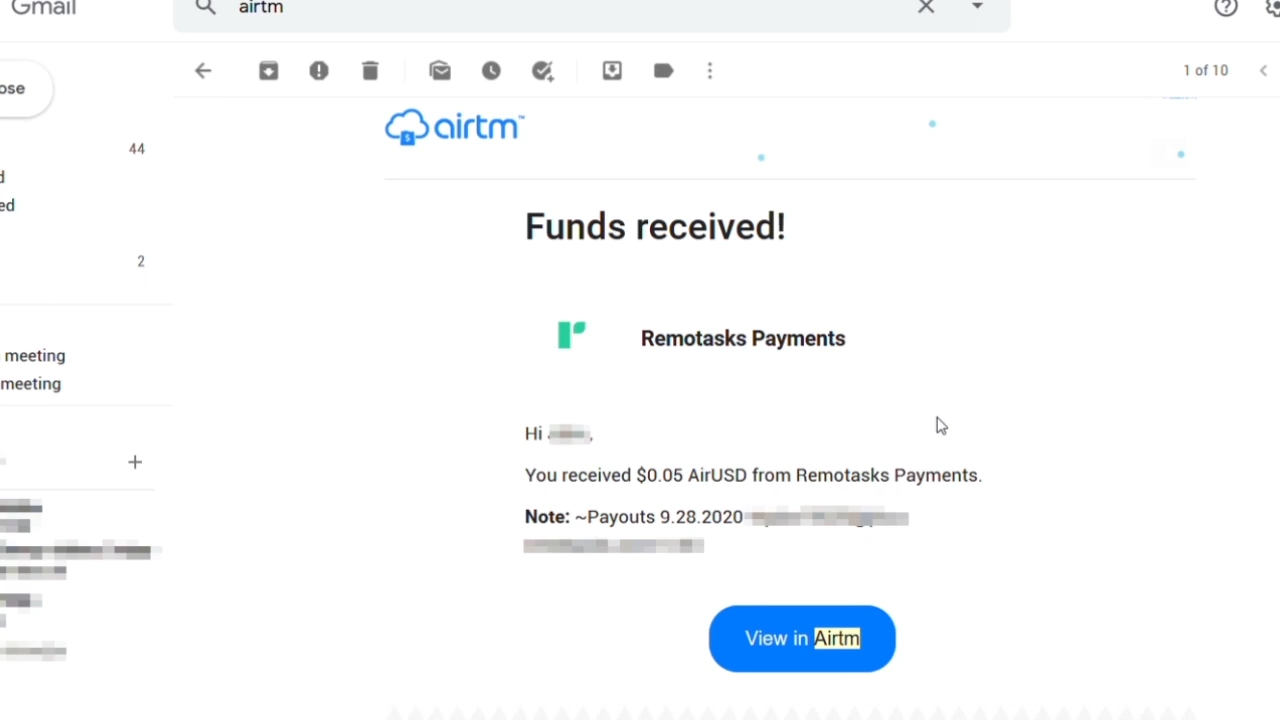 Gmail
airtm
1 of 10
ose
44
d
ed
2
meeting
meeting
airtm™
Funds received!
Remotasks Payments
Hi
You received $0.05 AirUSD from Remotasks Payments.
Note: ~Payouts 9.28.2020
View in Airtm